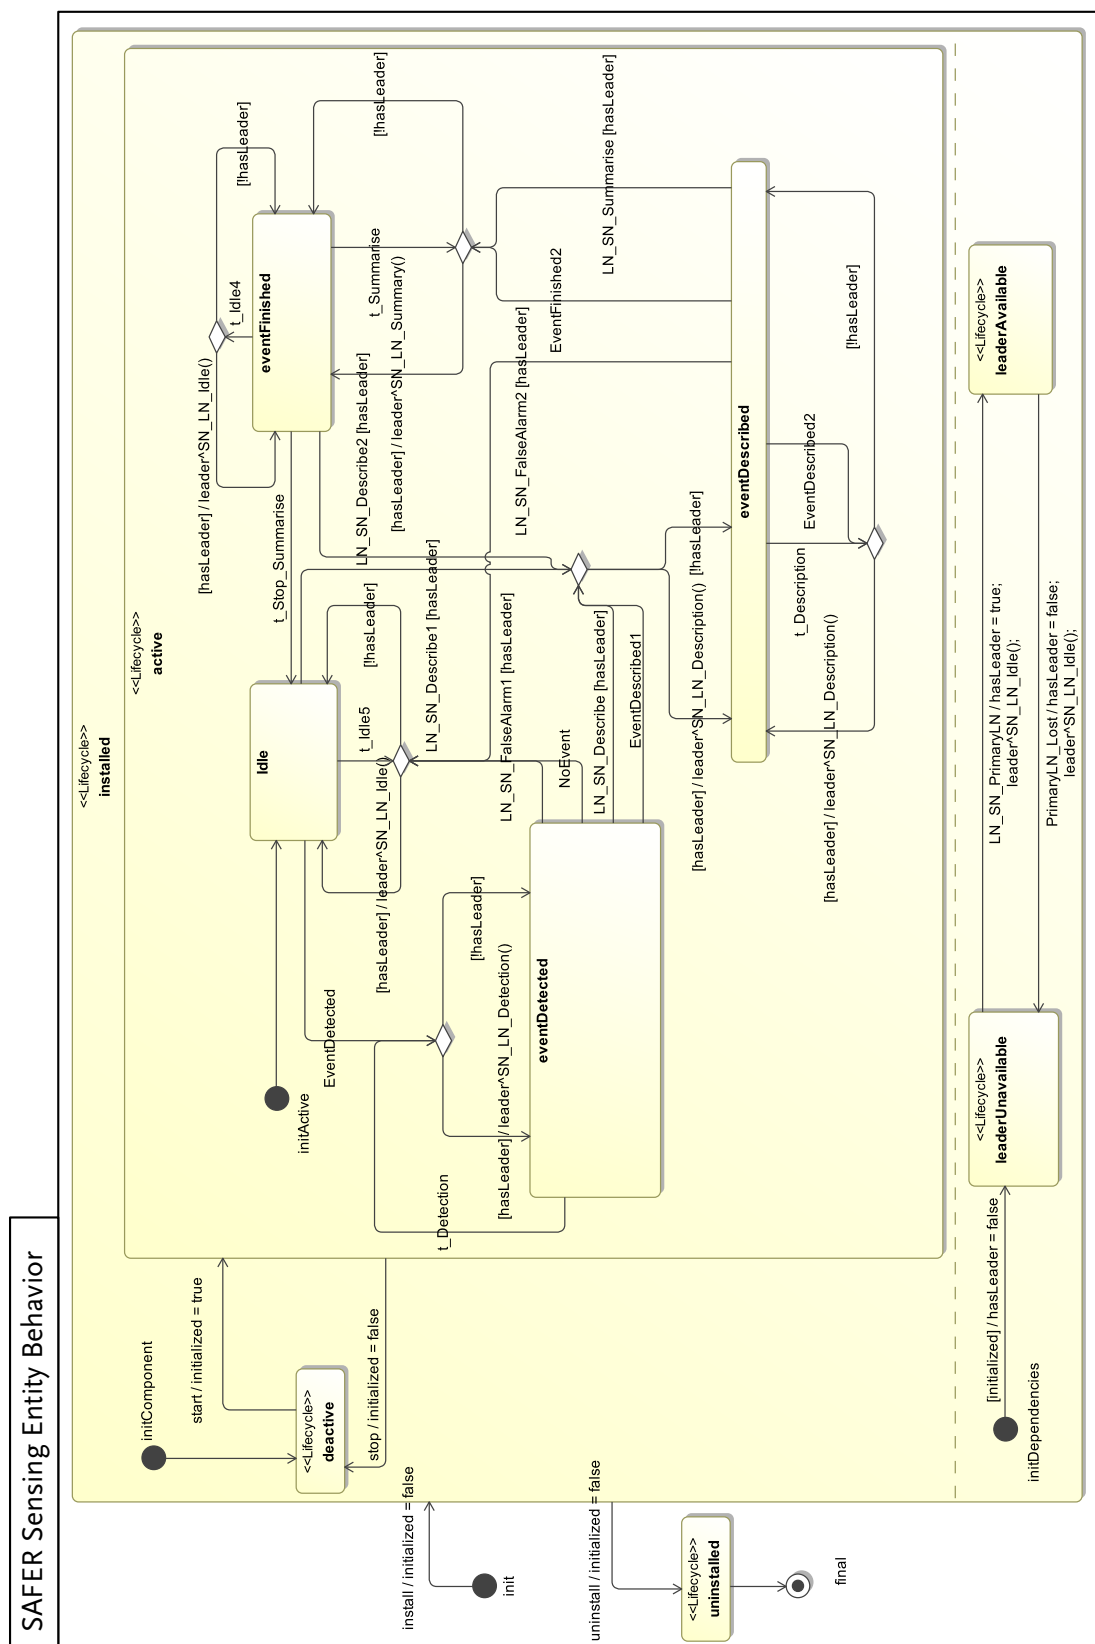 SAFER Sensing Entity Behavior
<<Lifecycle>>
installed
<<Lifecycle>>
active
initComponent
start / initialized = true
<<Lifecycle>>
deactive
stop / initialized = false
install / initialized = false
init
uninstall / initialized = false
<<Lifecycle>>
uninstalled
final
initActive
EventDetected
Idle
t_Idle5
[!hasLeader]
[hasLeader] / leader^SN_LN_Idle()
t_Detection
[hasLeader] / leader^SN_LN_Detection()
[!hasLeader]
eventDetected
[hasLeader] / leader^SN_LN_Idle()
t_Idle4
[!hasLeader]
eventFinished
t_Stop_Summarise
LN_SN_Describe2 [hasLeader]
t_Summarise
[hasLeader] / leader^SN_LN_Summary()
[!hasLeader]
LN_SN_Describe1 [hasLeader]
LN_SN_FalseAlarm1 [hasLeader]
NoEvent
LN_SN_Describe [hasLeader]
EventDescribed1
LN_SN_FalseAlarm2 [hasLeader]
EventFinished2
LN_SN_Summarise [hasLeader]
[hasLeader] / leader^SN_LN_Description()
[!hasLeader]
eventDescribed
t_Description
EventDescribed2
[hasLeader] / leader^SN_LN_Description()
[!hasLeader]
initDependencies
[initialized] / hasLeader = false
<<Lifecycle>>
leaderUnavailable
LN_SN_PrimaryLN / hasLeader = true;
leader^SN_LN_Idle();
PrimaryLN_Lost / hasLeader = false;
leader^SN_LN_Idle();
<<Lifecycle>>
leaderAvailable